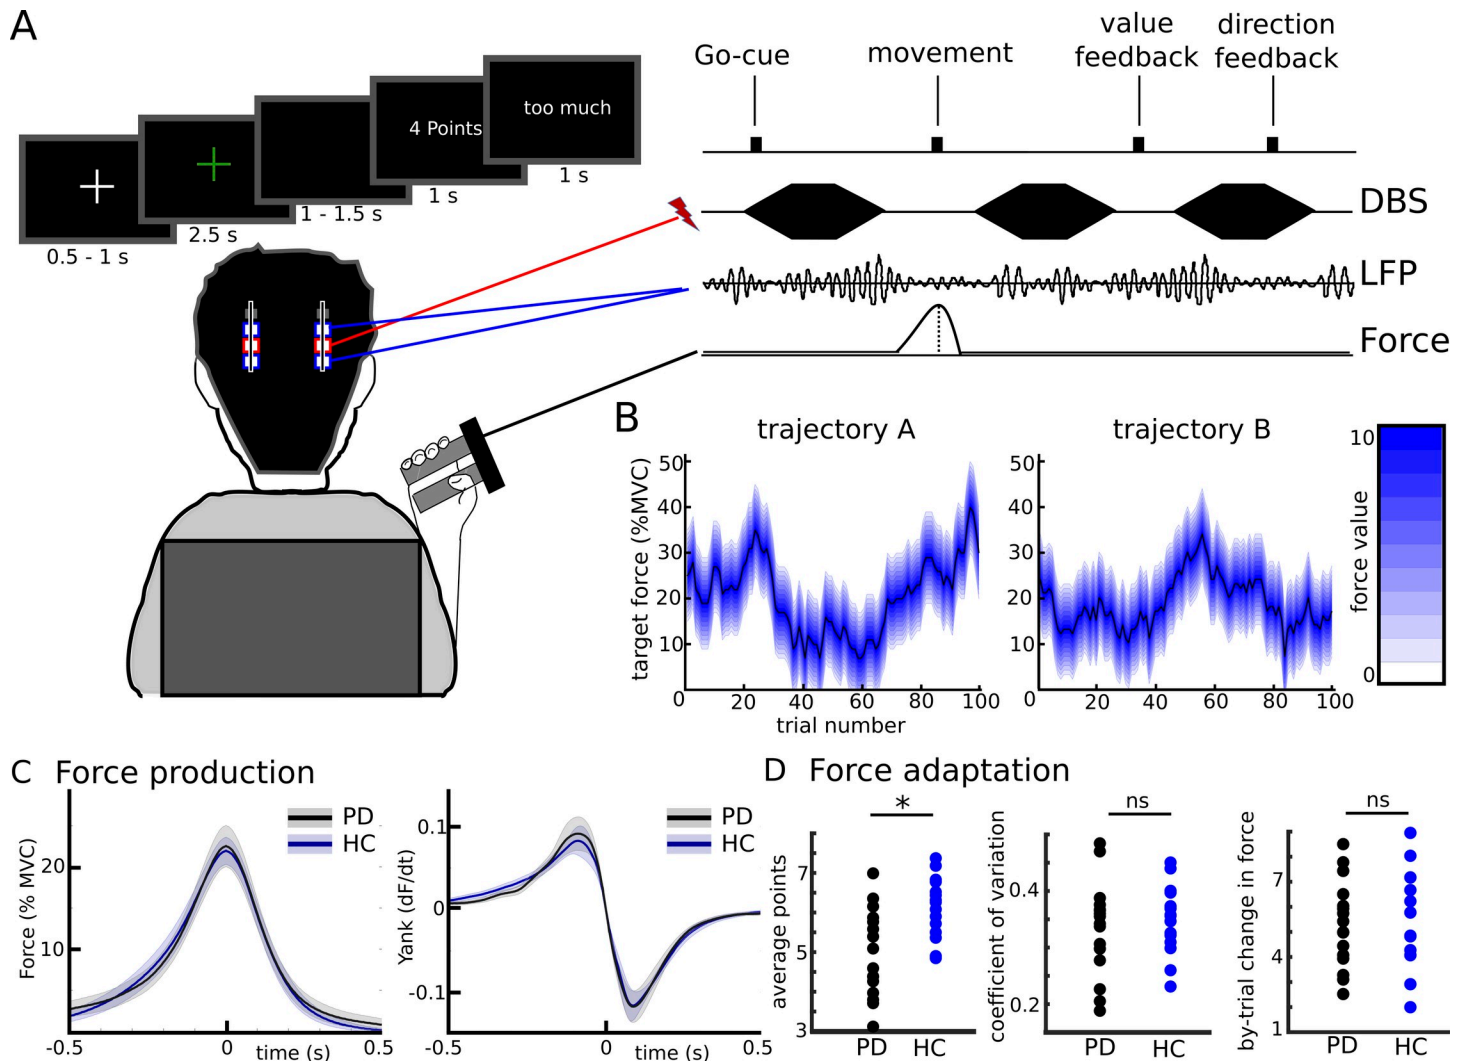 A
4 Points
too much
0.5 - 1 s
2.5 s
1 - 1.5 s
1 s
1 s
Go-cue
movement
value
feedback
direction
feedback
DBS
LFP
Force
B
trajectory A
trajectory B
target force (%MVC)
50
40
30
20
10
0
20
40
60
80
100
trial number
50
40
30
20
10
0
20
40
60
80
100
force value
10
0
C Force production
Force (% MVC)
20
10
-0.5
0
0.5
time (s)
PD
HC
Yank (dF/dt)
0.1
0
-0.1
-0.5
0
0.5
time (s)
PD
HC
D Force adaptation
*
average points
7
5
3
PD
HC
ns
coefficient of variation
0.4
0.2
PD
HC
ns
by-trial change in force
7
4
1
PD
HC